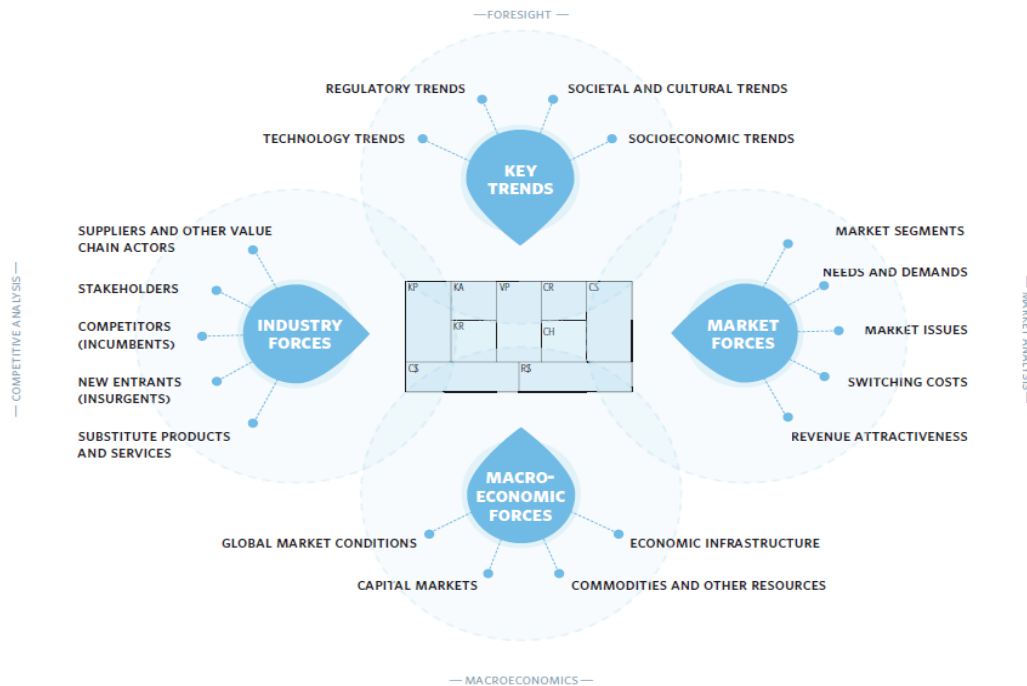 —FORESIGHT —
REGULATORY TRENDS
SOCIETAL AND CULTURAL TRENDS
TECHNOLOGY TRENDS
SOCIOECONOMIC TRENDS
KEY
TRENDS
SUPPLIERS AND OTHER VALUE
CHAIN ACTORS
STAKEHOLDERS
COMPETITORS
(INCUMBENTS)
NEW ENTRANTS
(INSURGENTS)
SUBSTITUTE PRODUCTS
AND SERVICES
INDUSTRY
FORCES
— COMPETITIVE ANALYSIS —
KP
KA
VP
CR
CS
KR
CH
C$
R$
MARKET
FORCES
MARKET SEGMENTS
NEEDS AND DEMANDS
MARKET ISSUES
SWITCHING COSTS
REVENUE ATTRACTIVENESS
— MARKET ANALYSIS —
MACRO-
ECONOMIC
FORCES
GLOBAL MARKET CONDITIONS
ECONOMIC INFRASTRUCTURE
CAPITAL MARKETS
COMMODITIES AND OTHER RESOURCES
— MACROECONOMICS—